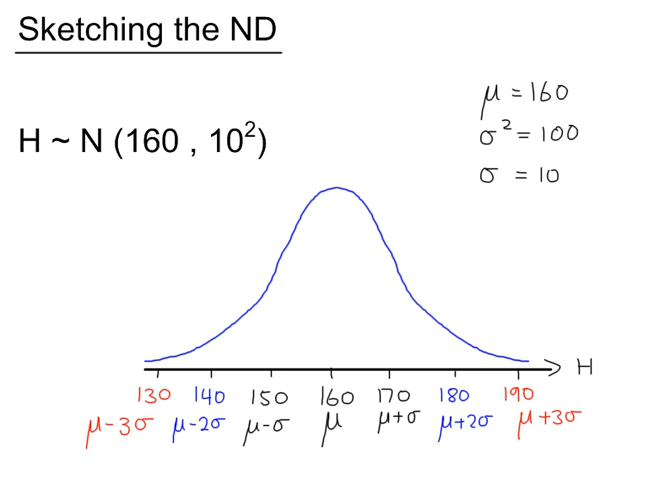 Sketching the ND
μ = 160
σ² = 100
σ = 10
H ~ N (160 , 10²)
H
130 140 150 160 170 180 190
μ-3σ μ-2σ μ-σ μ μ+σ μ+2σ μ+3σ